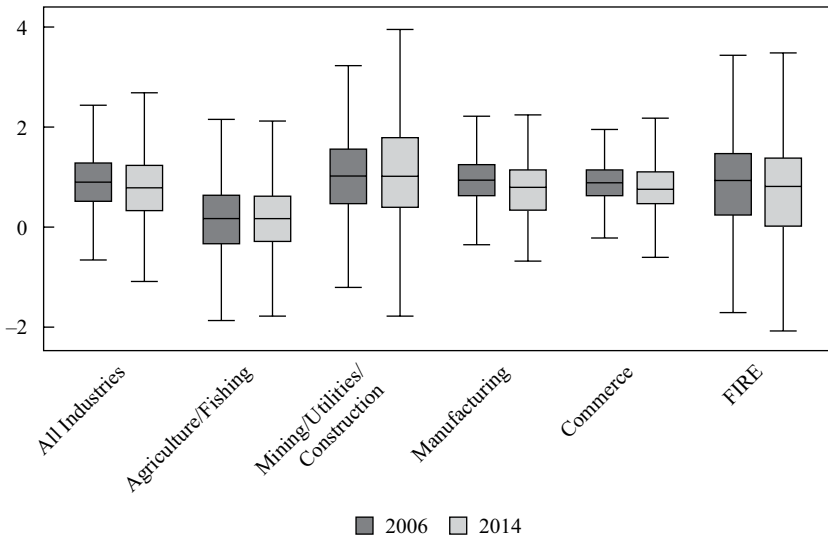 4
2
0
–2
All Industries
Agriculture/Fishing
Mining/Utilities/
Construction
Manufacturing
Commerce
FIRE
2006 2014